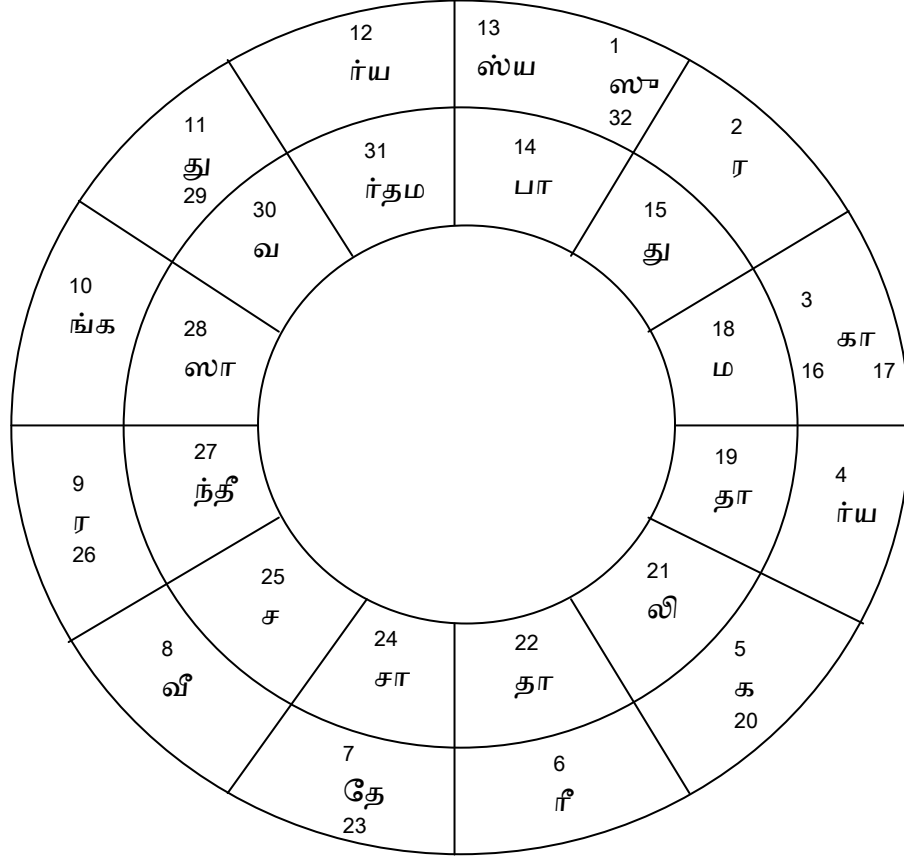 12
ர்ய
13
ஸ்ய
1
ஸு
32
2
ர
3
கா
16 17
4
ர்ய
5
க
20
6
ரீ
7
தே
23
8
வீ
9
ர
26
10
ங்க
11
து
29
14
பா
15
து
18
ம
19
தா
21
லி
22
தா
24
சா
25
ச
27
ந்தீ
28
ஸா
30
வ
31
ர்தம